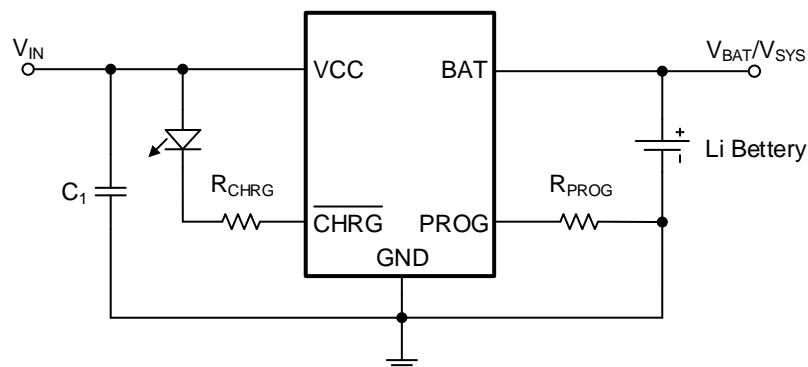 V_IN
VCC
BAT
V_BAT/V_SYS
+
-
Li Bettery
C_1
R_CHRG
CHRG
PROG
R_PROG
GND